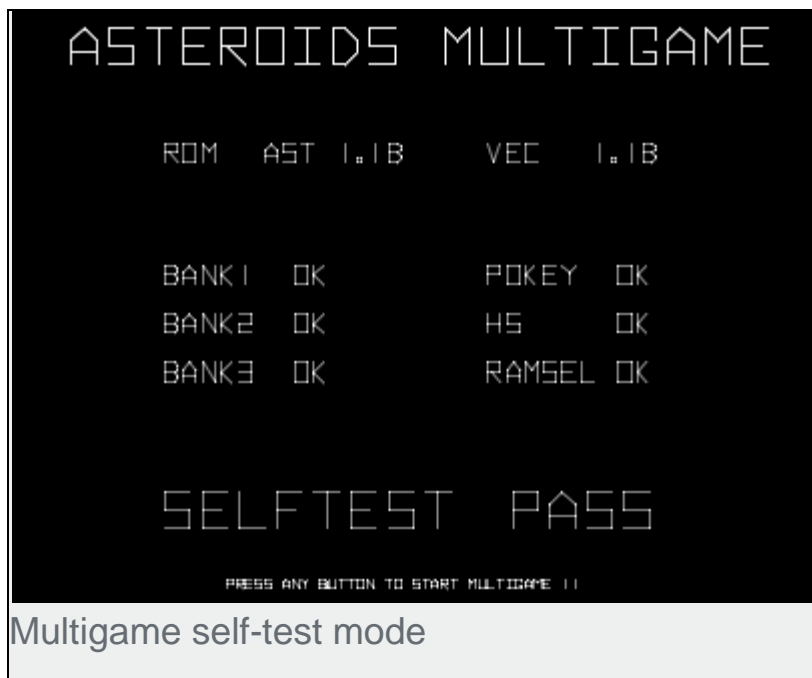 ASTEROIDS MULTIGAME
ROM AST 1.1B VEC 1.1B
BANK1 OK POKEY OK
BANK2 OK HS OK
BANK3 OK RAMSEL OK
SELFTEST PASS
PRESS ANY BUTTON TO START MULTIGAME 11
Multigame self-test mode